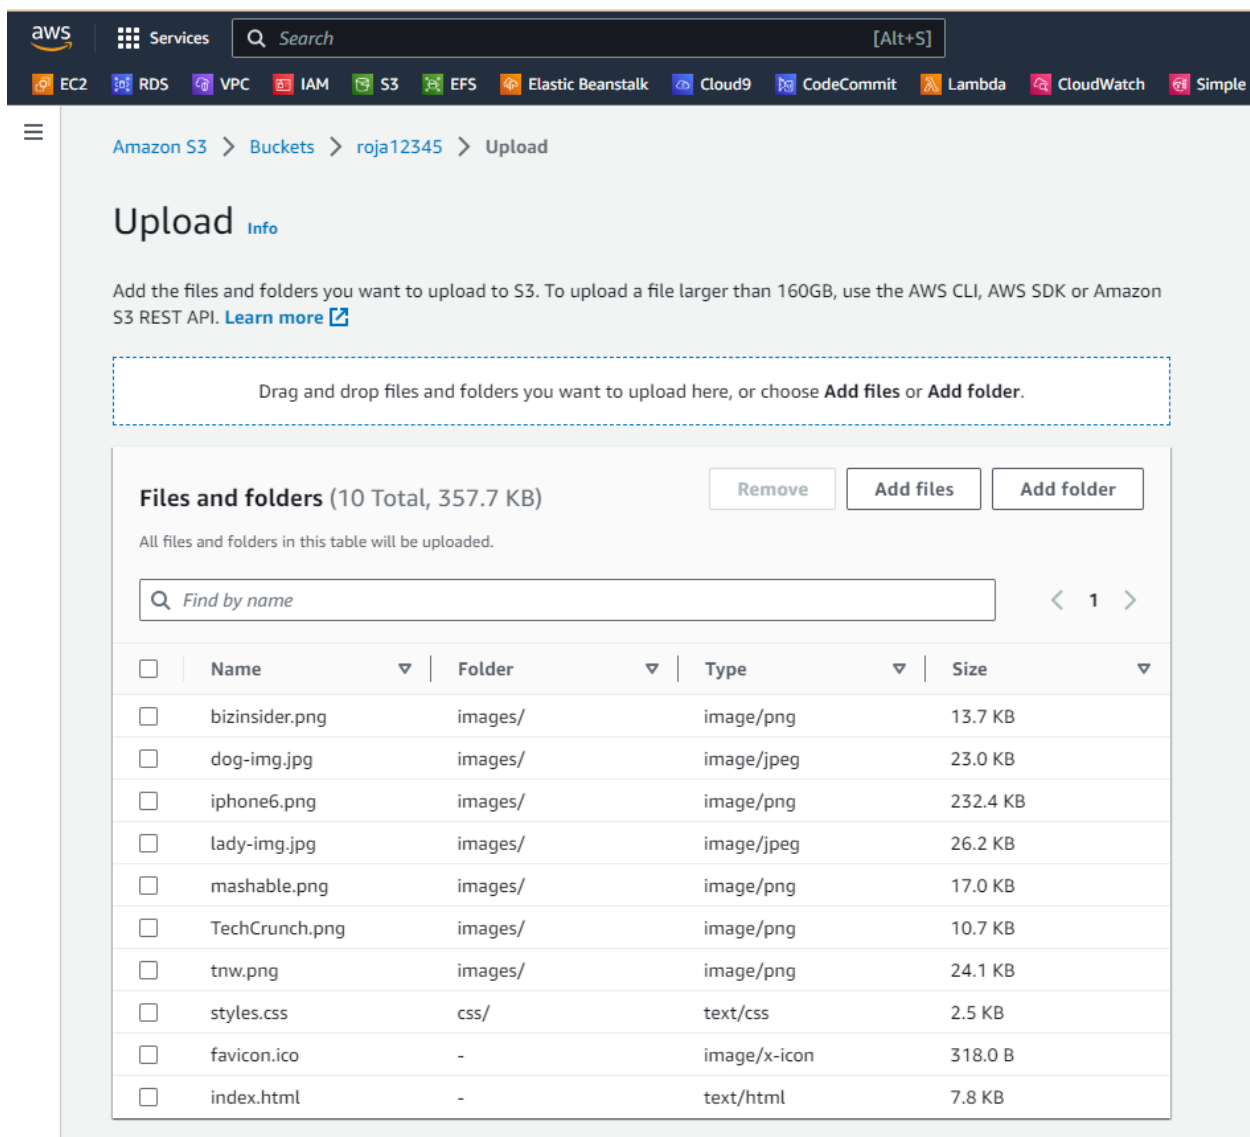 aws Services Search [Alt+S]
EC2 RDS VPC IAM S3 EFS Elastic Beanstalk Cloud9 CodeCommit Lambda CloudWatch Simple
Amazon S3 > Buckets > roja12345 > Upload
Upload Info
Add the files and folders you want to upload to S3. To upload a file larger than 160GB, use the AWS CLI, AWS SDK or Amazon
S3 REST API. Learn more
Drag and drop files and folders you want to upload here, or choose Add files or Add folder.
Files and folders (10 Total, 357.7 KB) Remove Add files Add folder
All files and folders in this table will be uploaded.
Find by name < 1 >
Name Folder Type Size
bizinsider.png images/ image/png 13.7 KB
dog-img.jpg images/ image/jpeg 23.0 KB
iphone6.png images/ image/png 232.4 KB
lady-img.jpg images/ image/jpeg 26.2 KB
mashable.png images/ image/png 17.0 KB
TechCrunch.png images/ image/png 10.7 KB
tnw.png images/ image/png 24.1 KB
styles.css css/ text/css 2.5 KB
favicon.ico - image/x-icon 318.0 B
index.html - text/html 7.8 KB